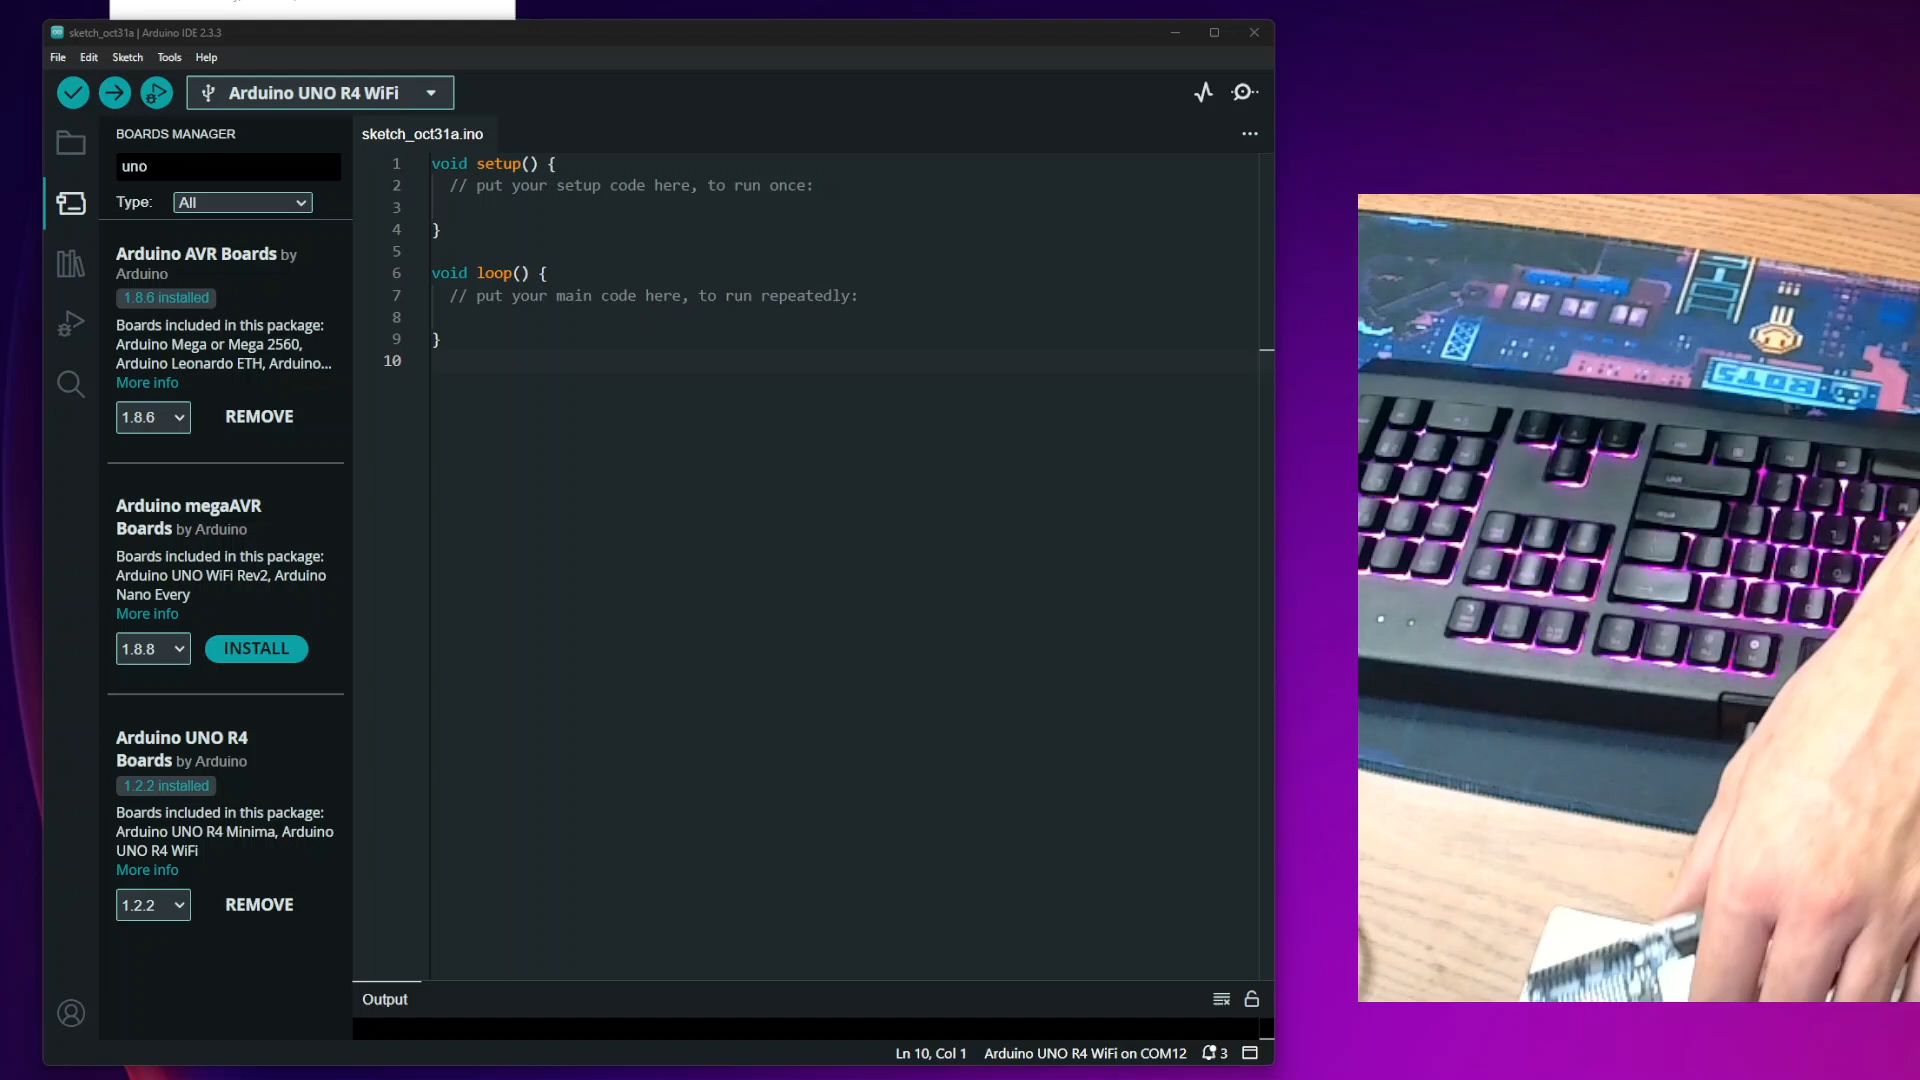 sketch_oct31a | Arduino IDE 2.3.3
File Edit Sketch Tools Help
Arduino UNO R4 WiFi
BOARDS MANAGER
uno
Type: All
Arduino AVR Boards by
Arduino
1.8.6 installed
Boards included in this package:
Arduino Mega or Mega 2560,
Arduino Leonardo ETH, Arduino...
More info
1.8.6 REMOVE
Arduino megaAVR
Boards by Arduino
Boards included in this package:
Arduino UNO WiFi Rev2, Arduino
Nano Every
More info
1.8.8 INSTALL
Arduino UNO R4
Boards by Arduino
1.2.2 installed
Boards included in this package:
Arduino UNO R4 Minima, Arduino
UNO R4 WiFi
More info
1.2.2 REMOVE
sketch_oct31a.ino
1 void setup() {
2 // put your setup code here, to run once:
3
4 }
5
6 void loop() {
7 // put your main code here, to run repeatedly:
8
9 }
10
Output
Ln 10, Col 1 Arduino UNO R4 WiFi on COM12 3
BOTS